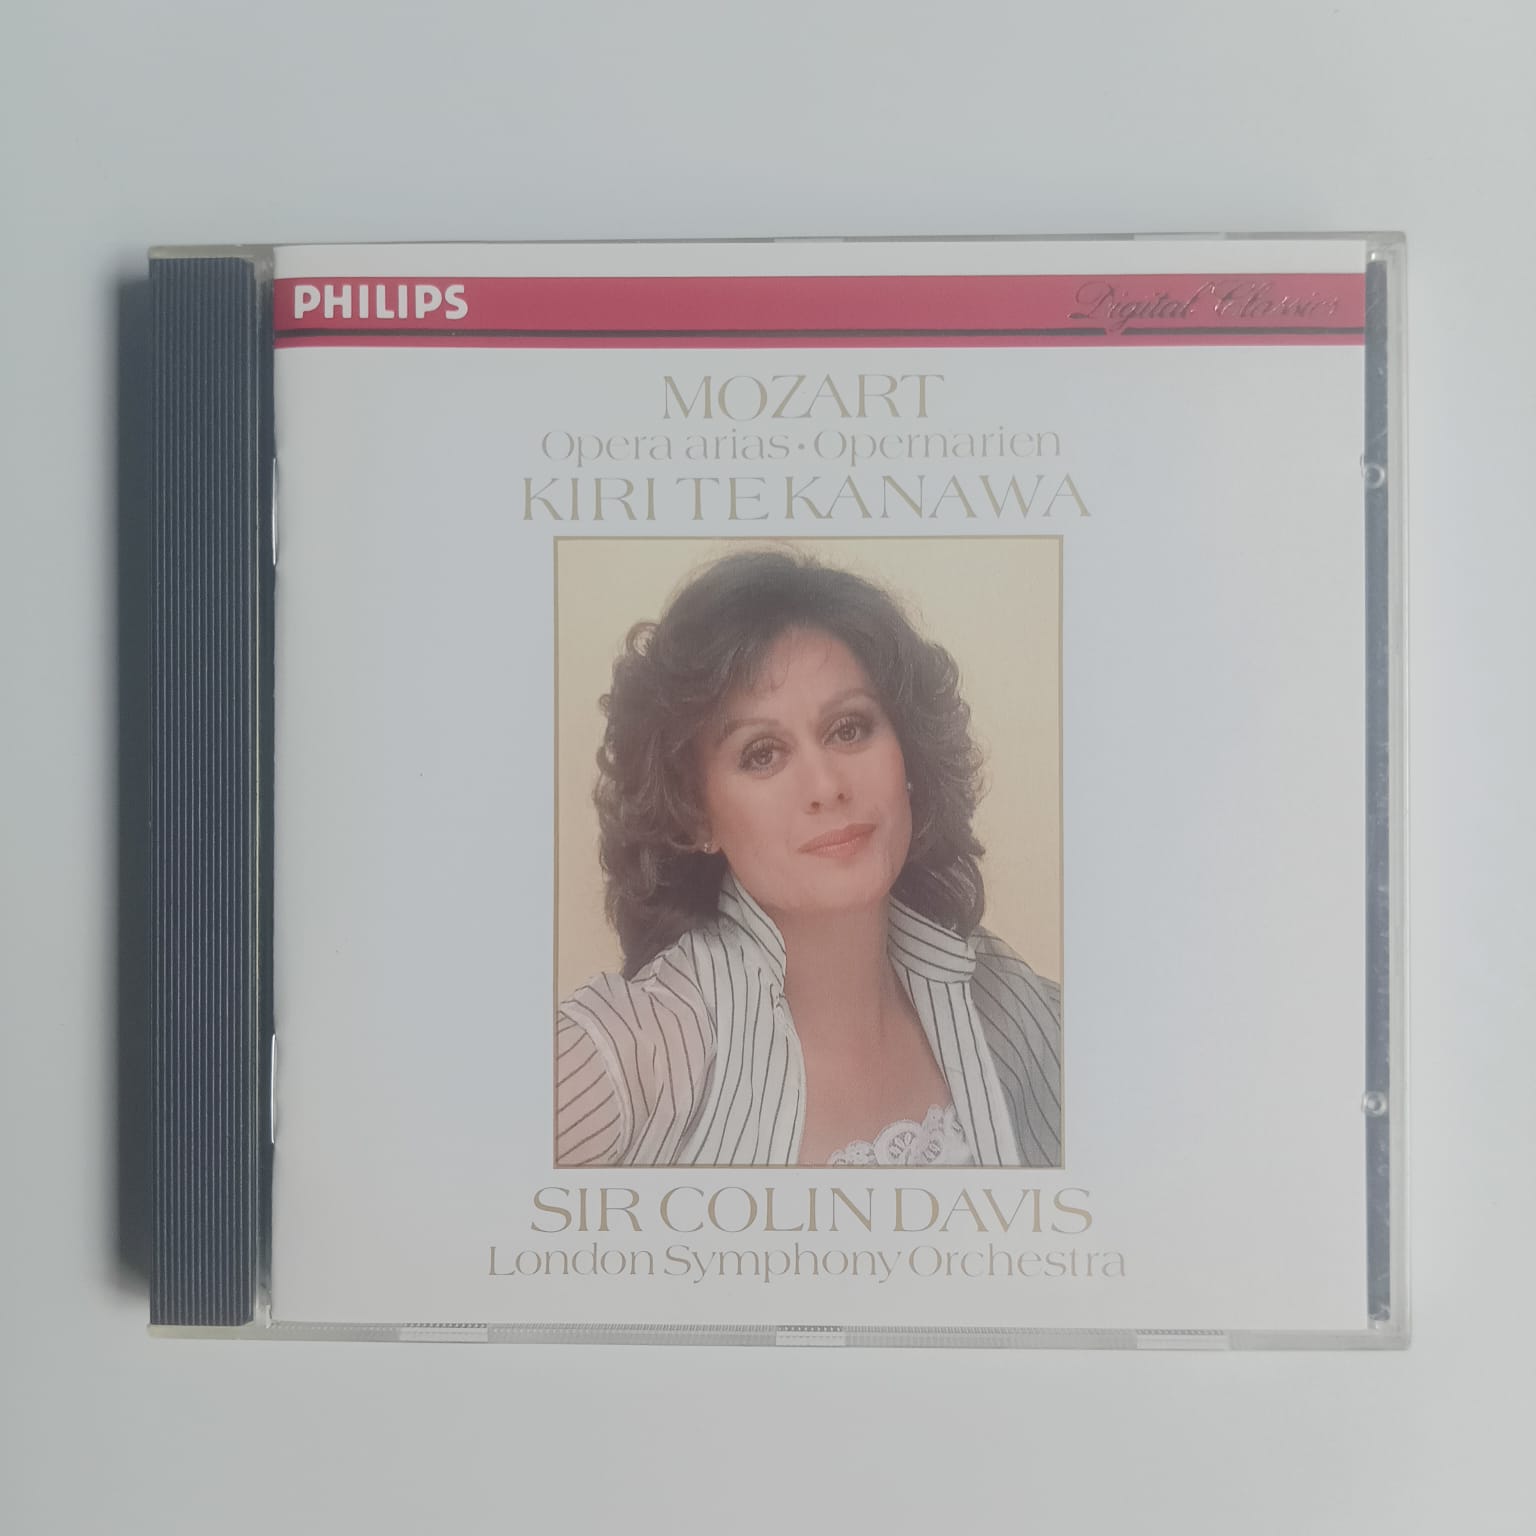 PHILIPS
Digital Classics
MOZART
Opera arias · Opernarien
KIRI TE KANAWA
SIR COLIN DAVIS
London Symphony Orchestra